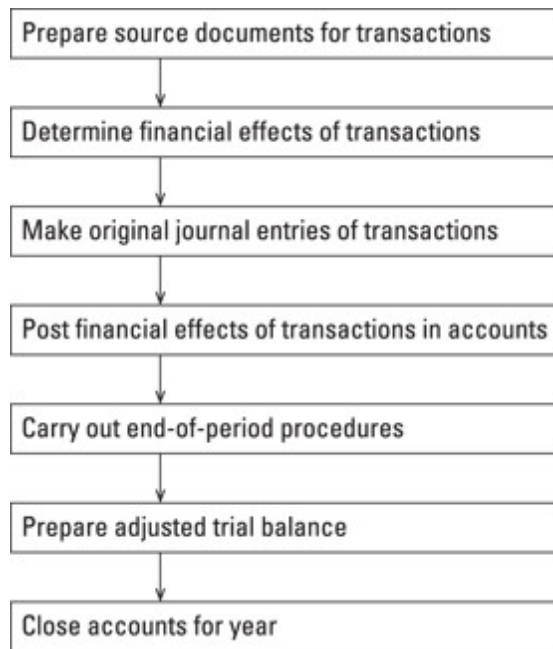 Prepare source documents for transactions
Determine financial effects of transactions
Make original journal entries of transactions
Post financial effects of transactions in accounts
Carry out end-of-period procedures
Prepare adjusted trial balance
Close accounts for year